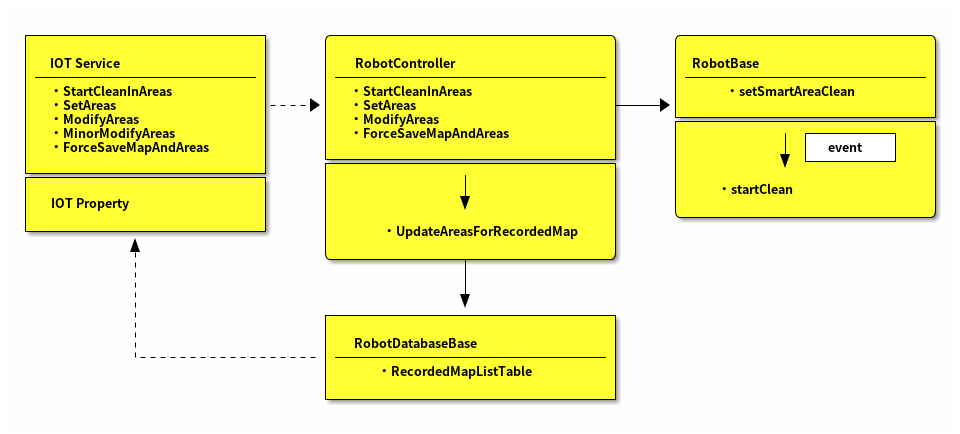 IOT Service
・StartCleanInAreas
・SetAreas
・ModifyAreas
・MinorModifyAreas
・ForceSaveMapAndAreas
IOT Property
RobotController
・StartCleanInAreas
・SetAreas
・ModifyAreas
・ForceSaveMapAndAreas
・UpdateAreasForRecordedMap
RobotBase
・setSmartAreaClean
event
・startClean
RobotDatabaseBase
・RecordedMapListTable